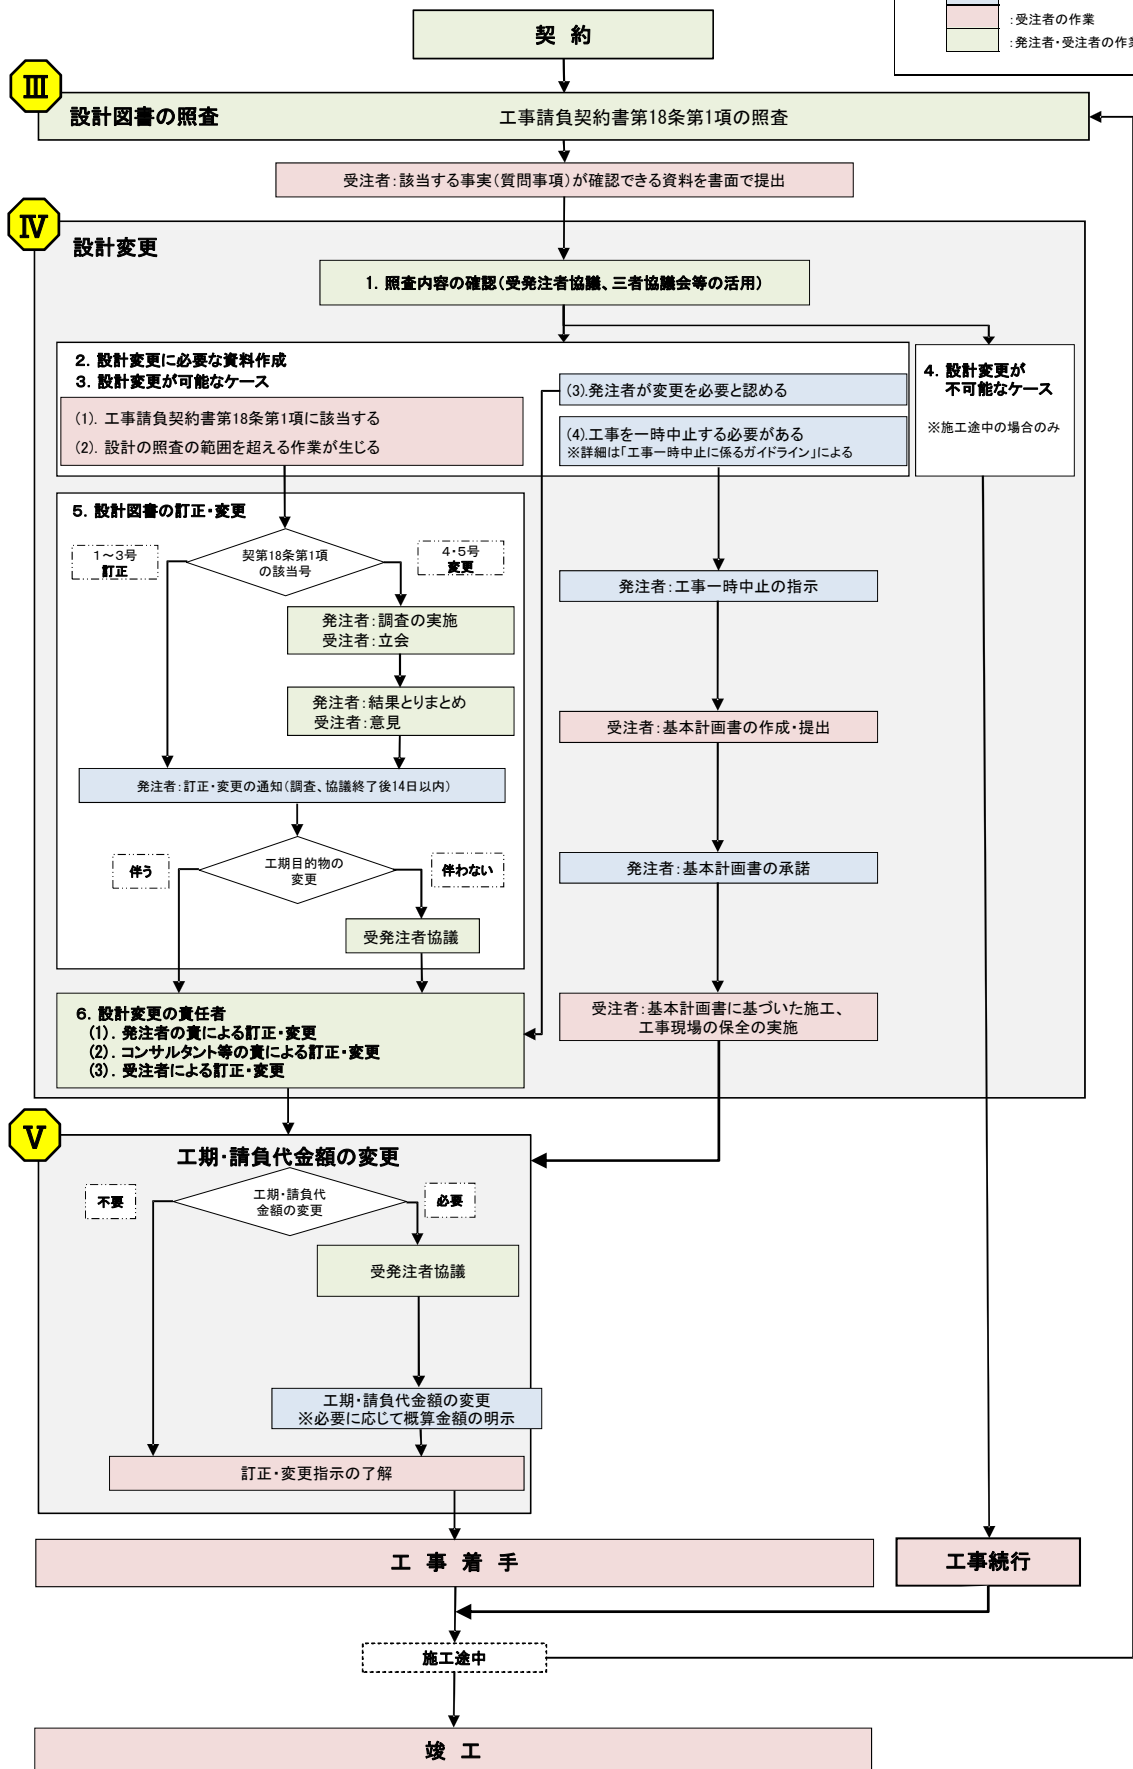 ：受注者の作業
：発注者・受注者の作業
契 約
Ⅲ
設計図書の照査
工事請負契約書第18条第1項の照査
受注者：該当する事実（質問事項）が確認できる資料を書面で提出
Ⅳ
設計変更
1．照査内容の確認（受発注者協議、三者協議会等の活用）
2．設計変更に必要な資料作成
3．設計変更が可能なケース
(1)．工事請負契約書第18条第1項に該当する
(2)．設計の照査の範囲を超える作業が生じる
(3).発注者が変更を必要と認める
(4).工事を一時中止する必要がある
※詳細は「工事一時中止に係るガイドライン」による
4．設計変更が
不可能なケース
※施工途中の場合のみ
5．設計図書の訂正・変更
1～3号
訂正
契第18条第1項
の該当号
4・5号
変更
発注者：調査の実施
受注者：立会
発注者：結果とりまとめ
受注者：意見
発注者：訂正・変更の通知（調査、協議終了後14日以内）
伴う
工期目的物の
変更
伴わない
受発注者協議
発注者：工事一時中止の指示
受注者：基本計画書の作成・提出
発注者：基本計画書の承諾
受注者：基本計画書に基づいた施工、
工事現場の保全の実施
6．設計変更の責任者
(1)．発注者の責による訂正・変更
(2)．コンサルタント等の責による訂正・変更
(3)．受注者による訂正・変更
Ⅴ
工期・請負代金額の変更
不要
工期・請負代
金額の変更
必要
受発注者協議
工期・請負代金額の変更
※必要に応じて概算金額の明示
訂正・変更指示の了解
工 事 着 手
工事続行
施工途中
竣 工